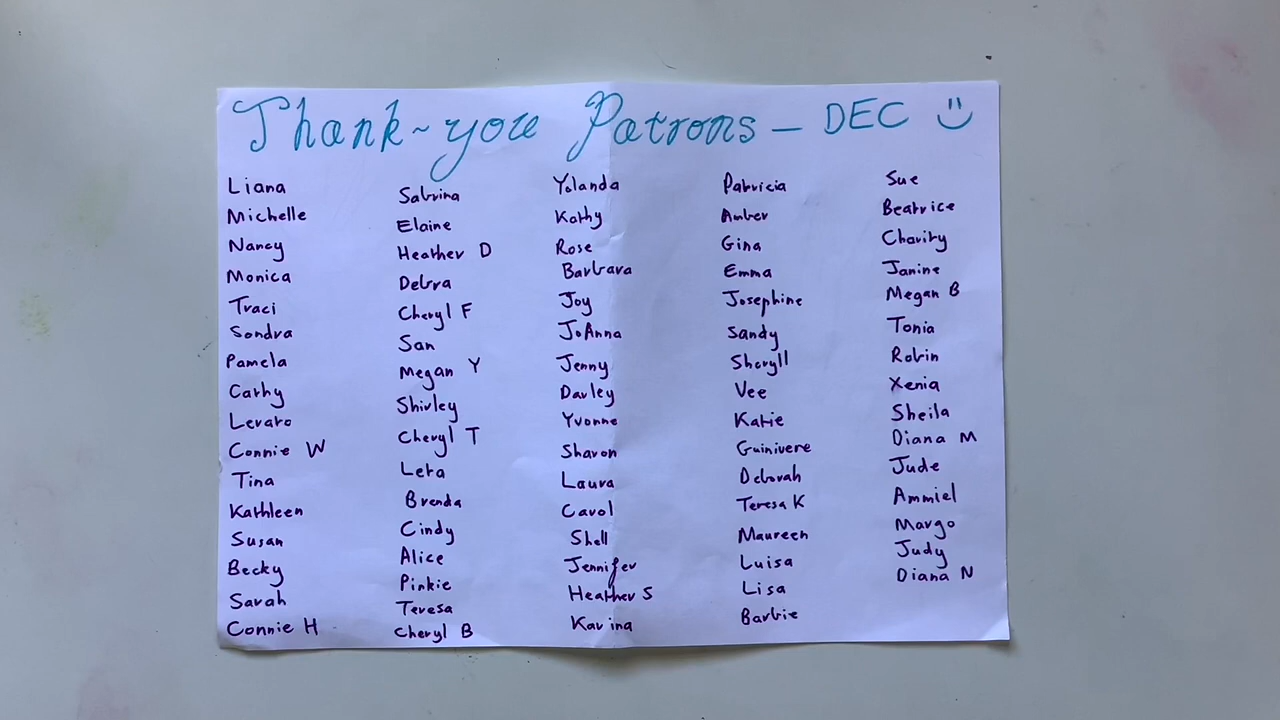 Thank-you Patrons - DEC
Liana
Michelle
Nancy
Monica
Traci
Sondra
Pamela
Cathy
Levato
Connie W
Tina
Kathleen
Susan
Becky
Sarah
Connie H
Sabrina
Elaine
Heather D
Debra
Cheryl F
San
Megan Y
Shirley
Cheryl T
Leta
Brenda
Cindy
Alice
Pinkie
Teresa
Cheryl B
Yolanda
Kathy
Rose
Barbara
Joy
JoAnna
Jenny
Darley
Yvonne
Sharon
Laura
Carol
Shell
Jennifer
Heather S
Karina
Patricia
Amber
Gina
Emma
Josephine
Sandy
Sheryll
Vee
Katie
Guinivere
Deborah
Teresa K
Maureen
Luisa
Lisa
Barbie
Sue
Beatrice
Charity
Janine
Megan B
Tonia
Robin
Xenia
Sheila
Diana M
Jude
Ammiel
Margo
Judy
Diana N